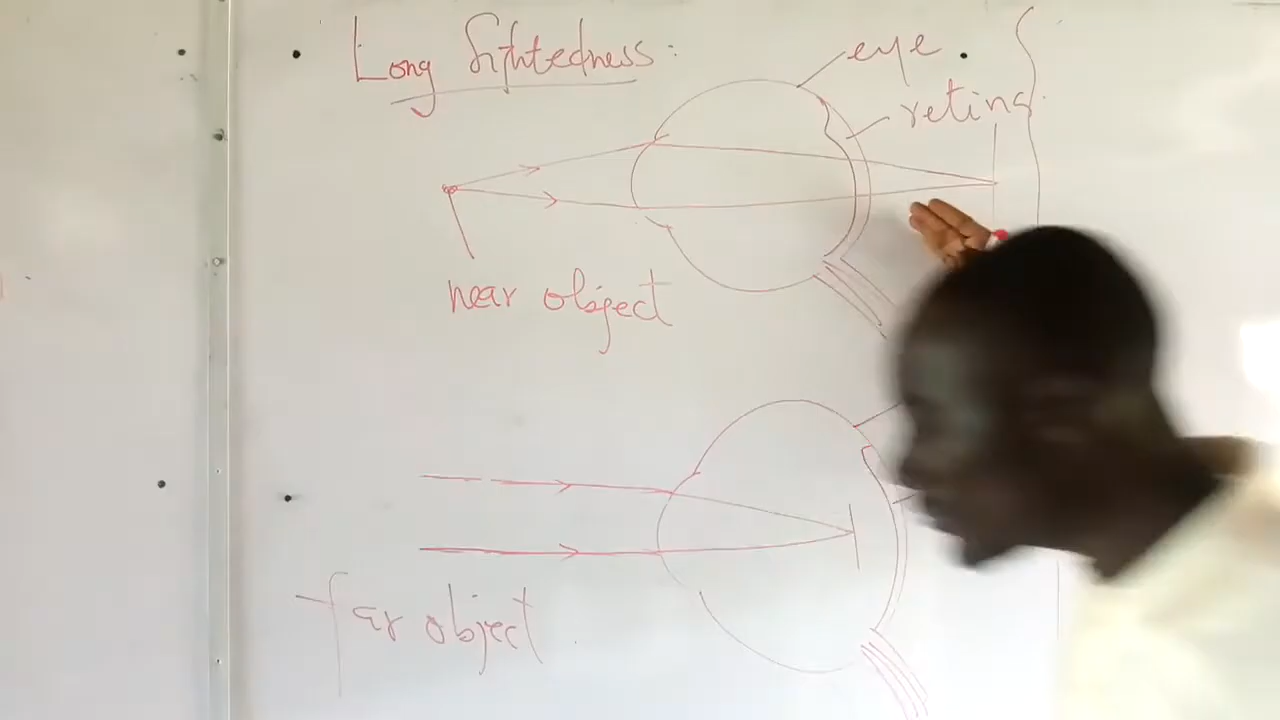 Long Sightedness:
eye.
retina
near object
far object